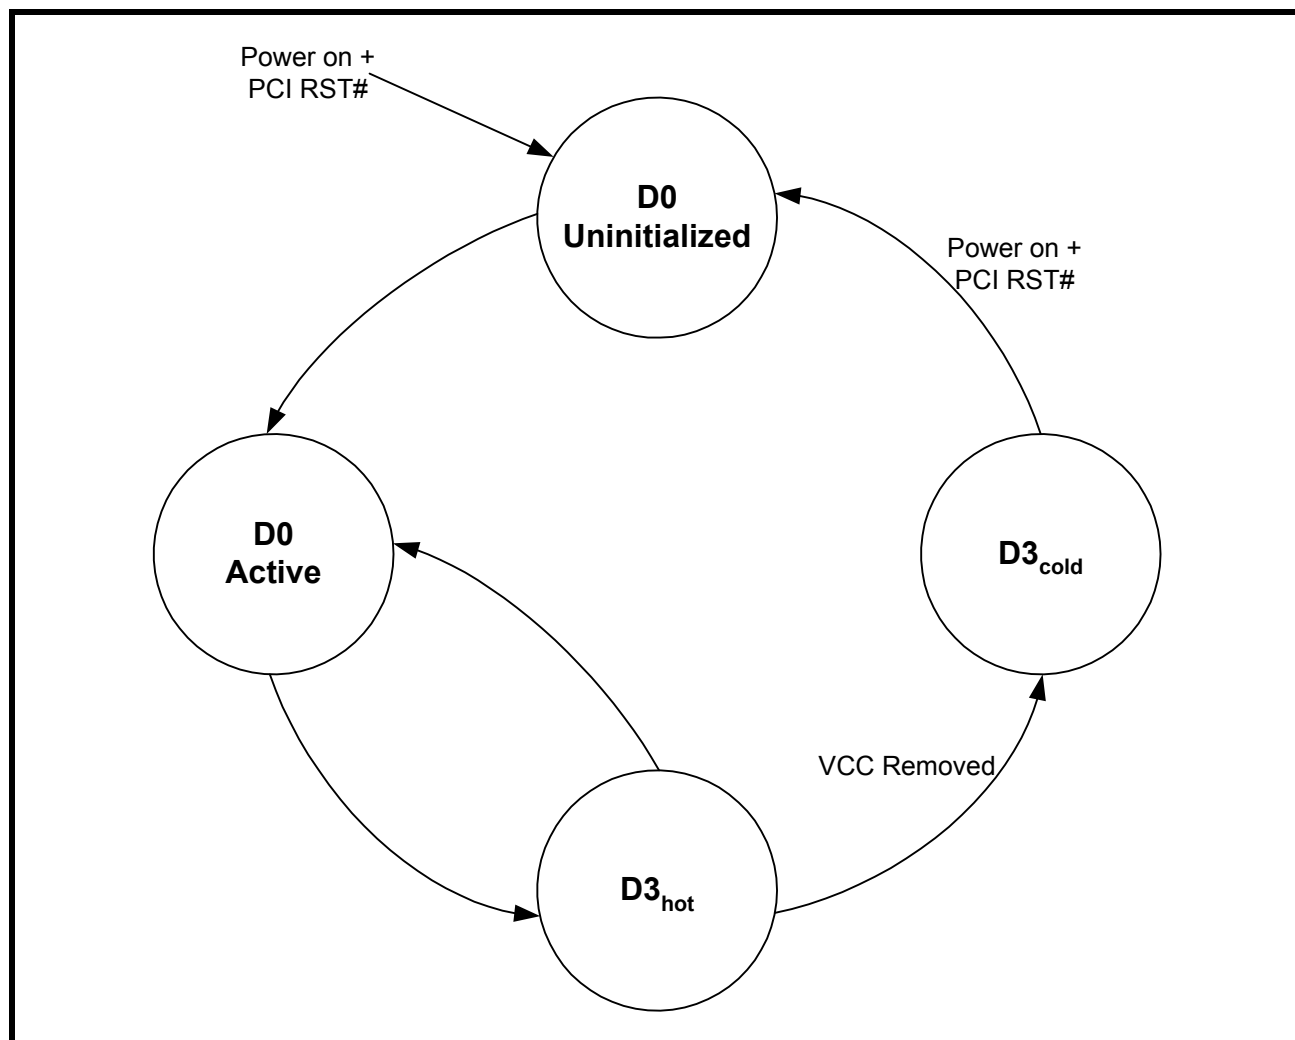 Power on +
PCI RST#
D0
Uninitialized
Power on +
PCI RST#
D0
Active
D3cold
VCC Removed
D3hot